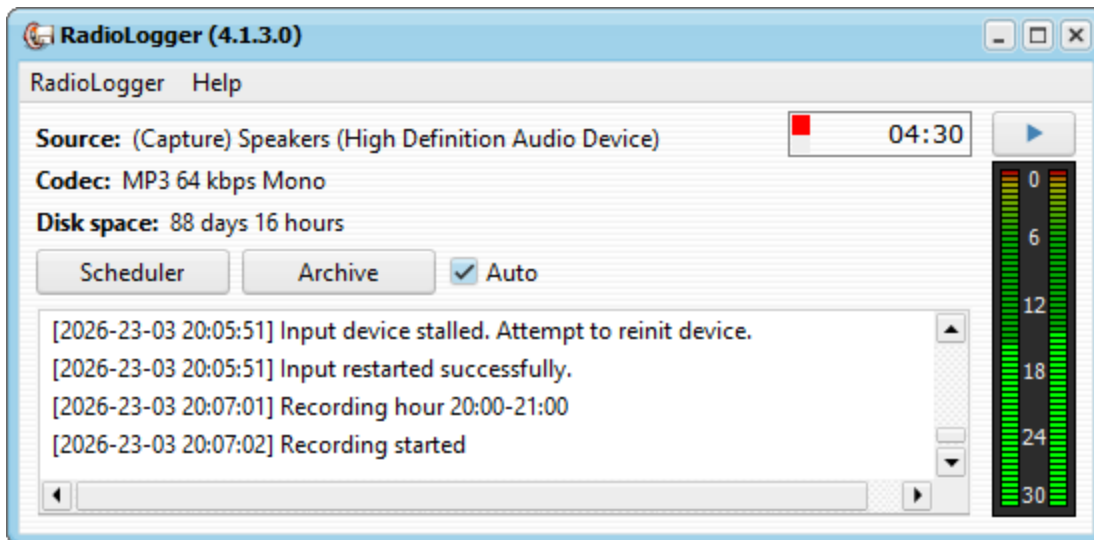 RadioLogger (4.1.3.0)
RadioLogger Help
Source: (Capture) Speakers (High Definition Audio Device)
04:30
Codec: MP3 64 kbps Mono
Disk space: 88 days 16 hours
Scheduler Archive Auto
[2026-23-03 20:05:51] Input device stalled. Attempt to reinit device.
[2026-23-03 20:05:51] Input restarted successfully.
[2026-23-03 20:07:01] Recording hour 20:00-21:00
[2026-23-03 20:07:02] Recording started
0
6
12
18
24
30